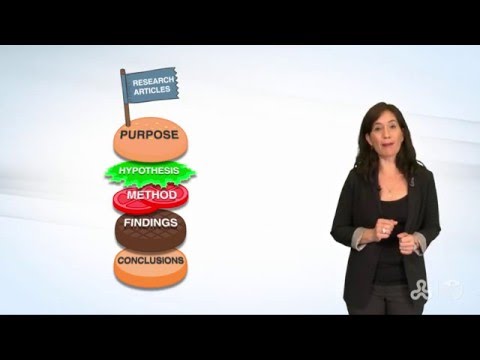 RESEARCH
ARTICLES
PURPOSE
HYPOTHESIS
METHOD
FINDINGS
CONCLUSIONS